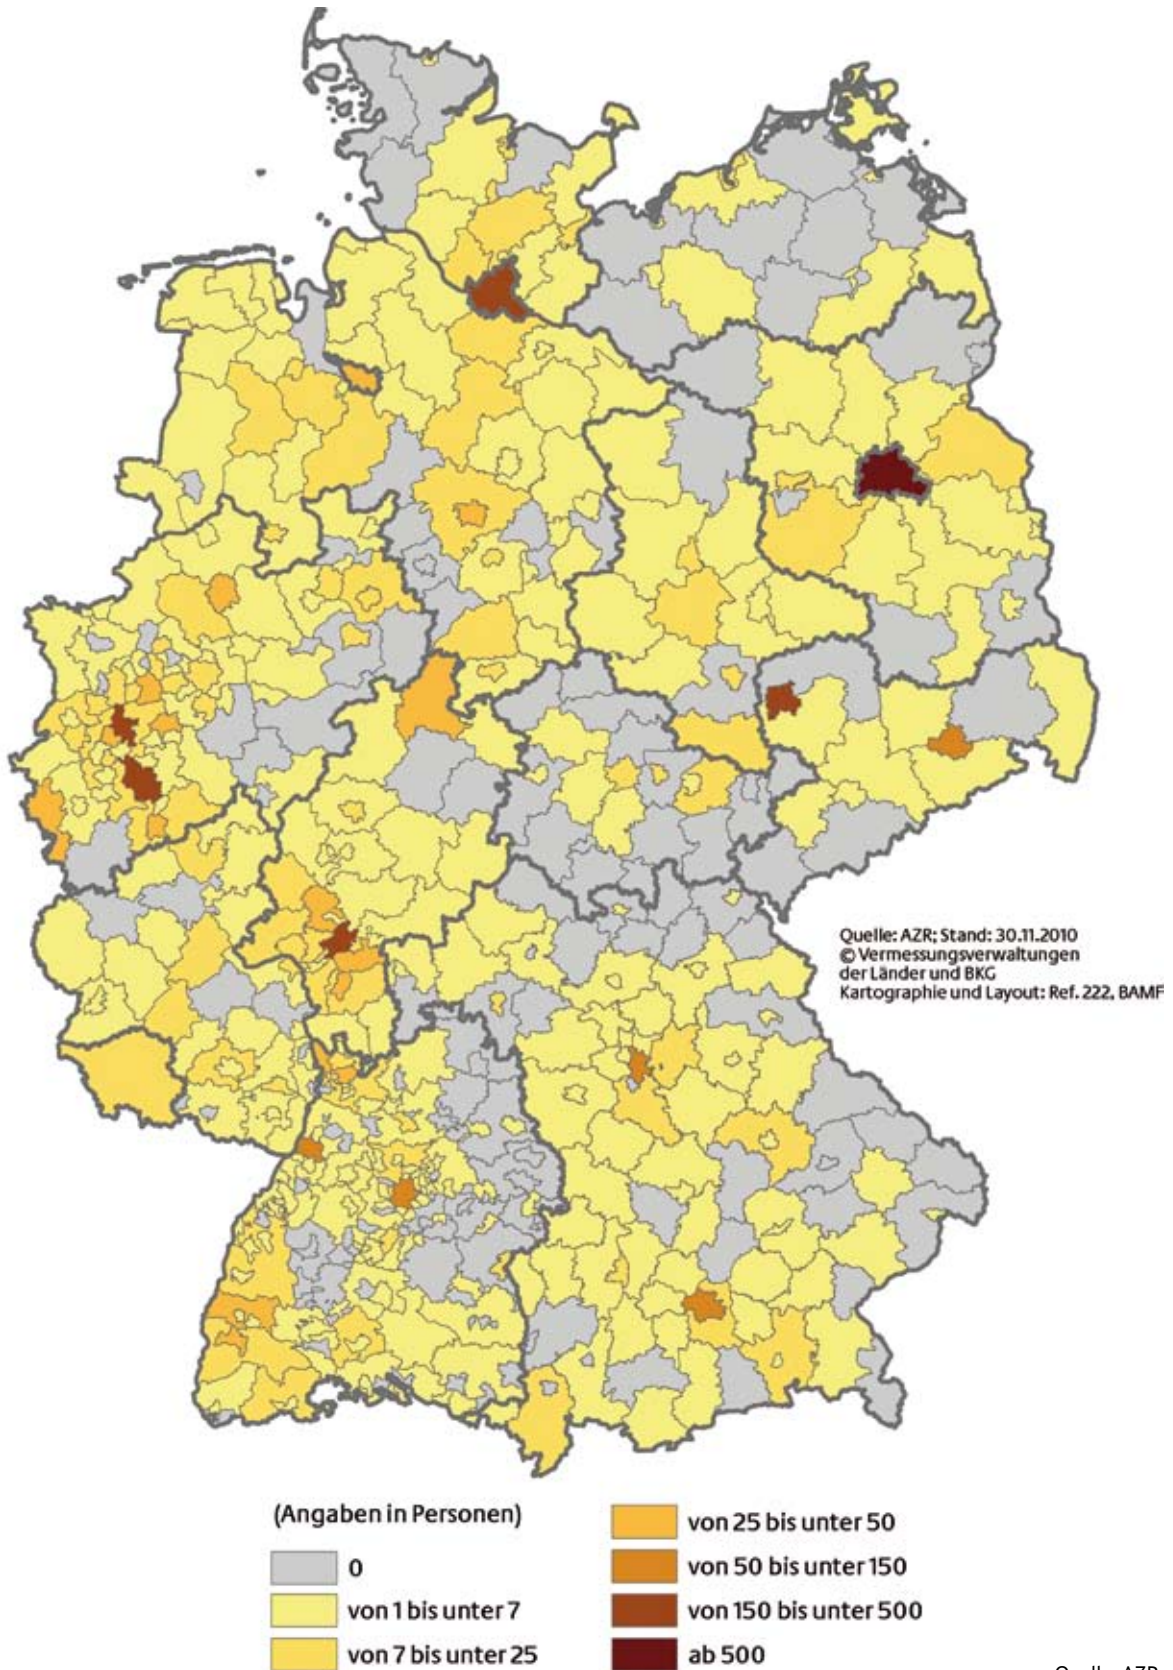 Quelle: AZR; Stand: 30.11.2010
© Vermessungsverwaltungen
der Länder und BKG
Kartographie und Layout: Ref. 222, BAMF
(Angaben in Personen)
0
von 1 bis unter 7
von 7 bis unter 25
von 25 bis unter 50
von 50 bis unter 150
von 150 bis unter 500
ab 500